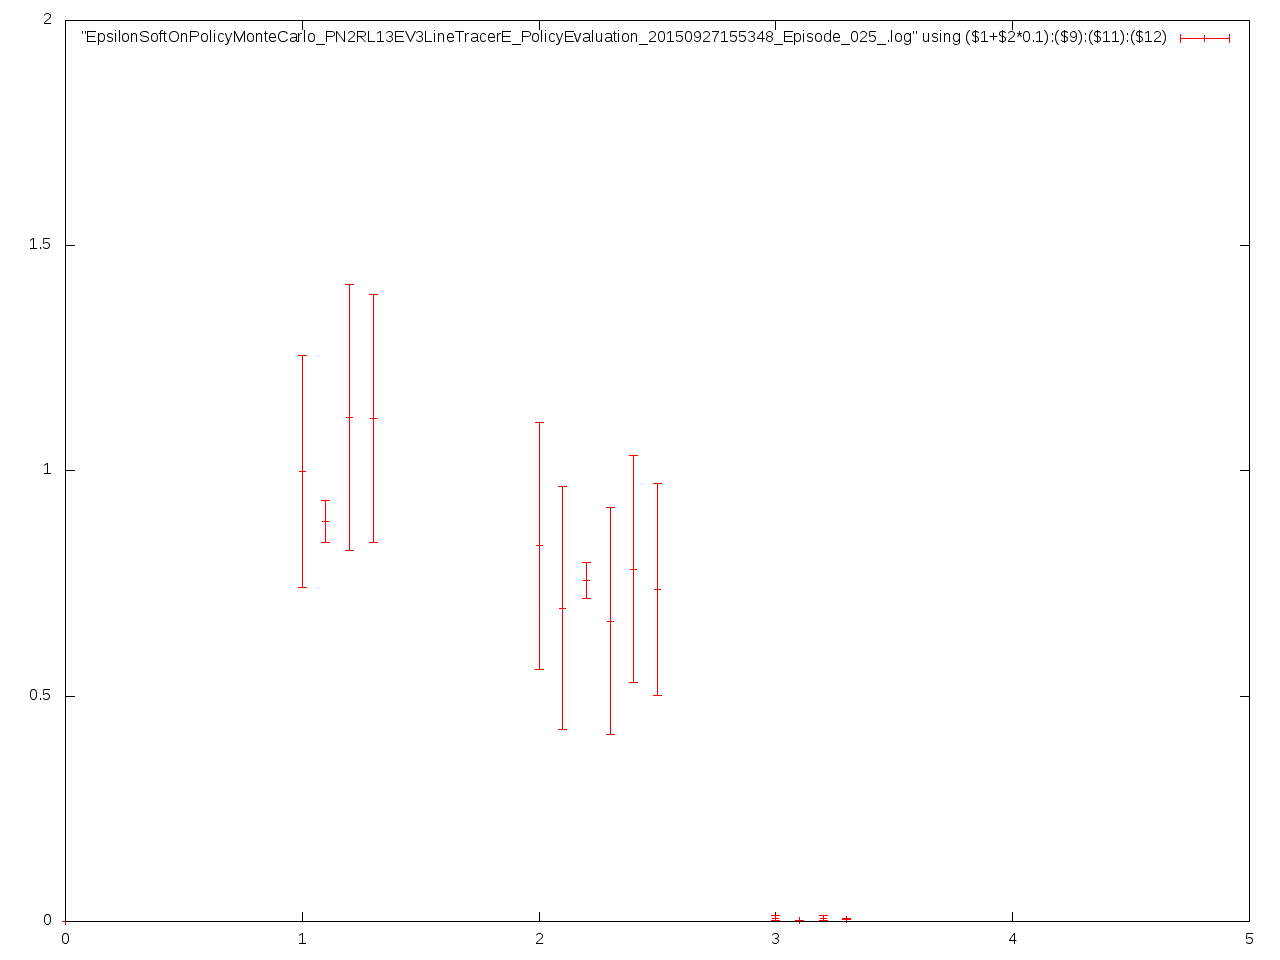 2
"EpsilonSoftOnPolicyMonteCarlo_PN2RL13EV3LineTracerE_PolicyEvaluation_20150927155348_Episode_025_.log" using ($1+$2*0.1):($9):($11):($12)
1.5
1
0.5
0
0 1 2 3 4 5